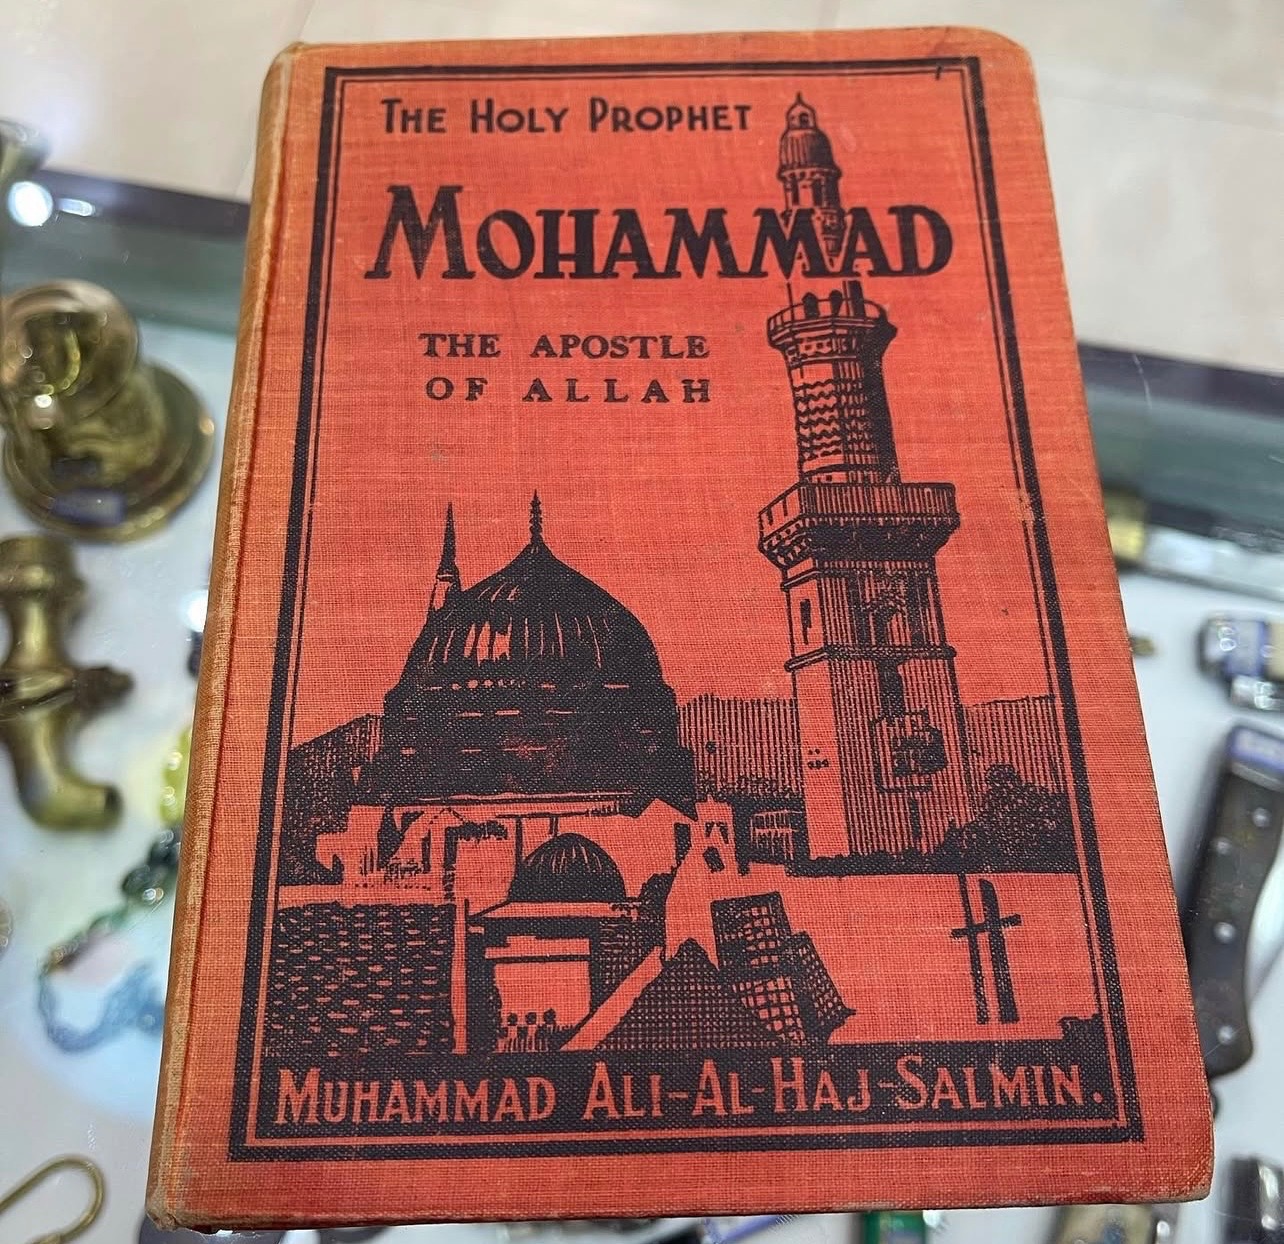 The Holy Prophet
Mohammad
THE APOSTLE
OF ALLAH
Muhammad Ali-Al-Haj-Salmin.